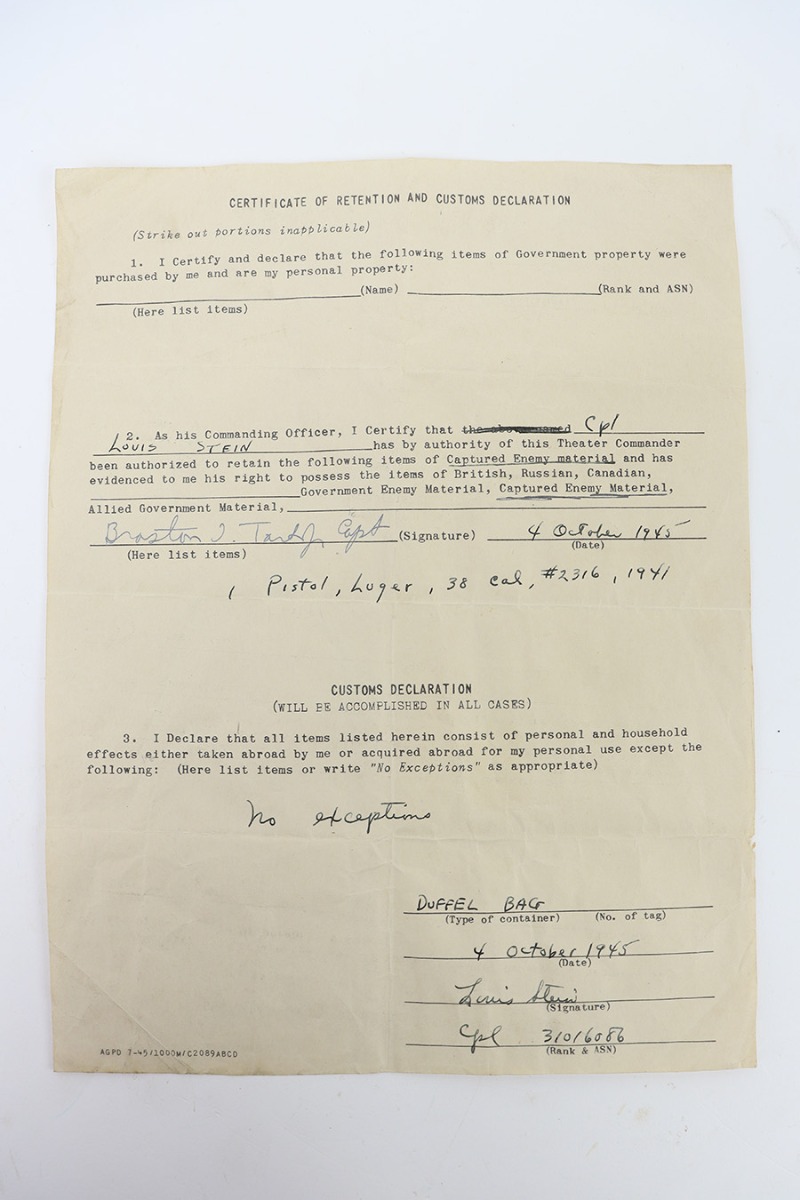 CERTIFICATE OF RETENTION AND CUSTOMS DECLARATION
(Strike out portions inapplicable)
1. I Certify and declare that the following items of Government property were
purchased by me and are my personal property:
(Name) (Rank and ASN)
(Here list items)
2. As his Commanding Officer, I Certify that the above named Cpl
LOUIS STEIN has by authority of this Theater Commander
been authorized to retain the following items of Captured Enemy material and has
evidenced to me his right to possess the items of British, Russian, Canadian,
Government Enemy Material, Captured Enemy Material,
Allied Government Material,
Capt (Signature) 4 October 1945
(Here list items) (Date)
1 Pistol, Luger, 38 cal, #2316, 1941
CUSTOMS DECLARATION
(WILL BE ACCOMPLISHED IN ALL CASES)
3. I Declare that all items listed herein consist of personal and household
effects either taken abroad by me or acquired abroad for my personal use except the
following: (Here list items or write "No Exceptions" as appropriate)
No exceptions
DUFFEL BAG
(Type of container) (No. of tag)
4 October 1945
(Date)
Louis Stein
(Signature)
Cpl 31016086
(Rank & ASN)
AGPD 7-45/1000M/C2089ABCD